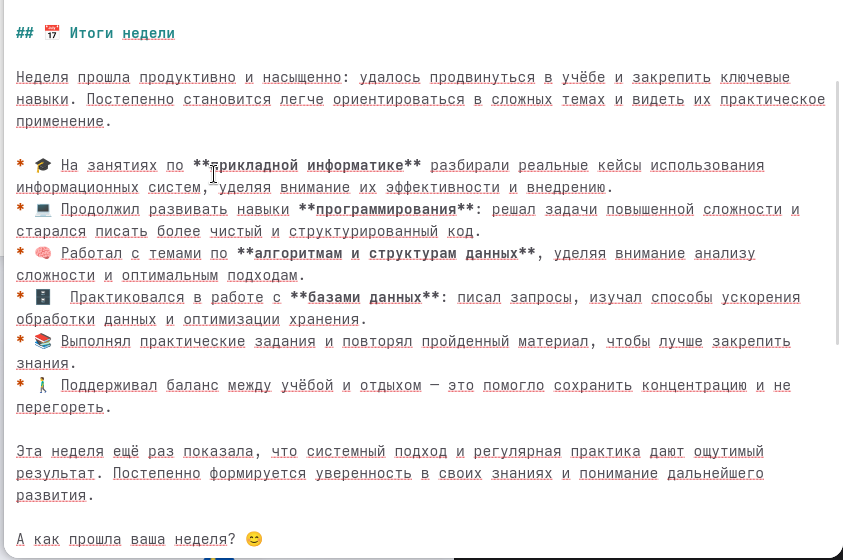 ## 📅 Итоги недели
Неделя прошла продуктивно и насыщенно: удалось продвинуться в учёбе и закрепить ключевые
навыки. Постепенно становится легче ориентироваться в сложных темах и видеть их практическое
применение.
* 🎓 На занятиях по **прикладной информатике** разбирали реальные кейсы использования
информационных систем, уделяя внимание их эффективности и внедрению.
* 💻 Продолжил развивать навыки **программирования**: решал задачи повышенной сложности и
старался писать более чистый и структурированный код.
* 🧠 Работал с темами по **алгоритмам и структурам данных**, уделяя внимание анализу
сложности и оптимальным подходам.
* 🗄️ Практиковался в работе с **базами данных**: писал запросы, изучал способы ускорения
обработки данных и оптимизации хранения.
* 📚 Выполнял практические задания и повторял пройденный материал, чтобы лучше закрепить
знания.
* 🚶‍♂️ Поддерживал баланс между учёбой и отдыхом — это помогло сохранить концентрацию и не
перегореть.
Эта неделя ещё раз показала, что системный подход и регулярная практика дают ощутимый
результат. Постепенно формируется уверенность в своих знаниях и понимание дальнейшего
развития.
А как прошла ваша неделя? 😊